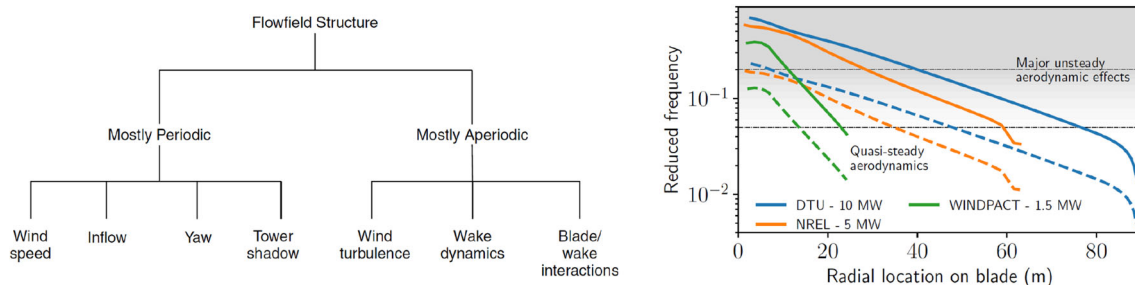 Flowfield Structure
Mostly Periodic
Mostly Aperiodic
Wind
speed
Inflow
Yaw
Tower
shadow
Wind
turbulence
Wake
dynamics
Blade/
wake
interactions
Reduced frequency
10⁻¹
10⁻²
Major unsteady
aerodynamic effects
Quasi-steady
aerodynamics
DTU - 10 MW
NREL - 5 MW
WINDPACT - 1.5 MW
0 20 40 60 80
Radial location on blade (m)